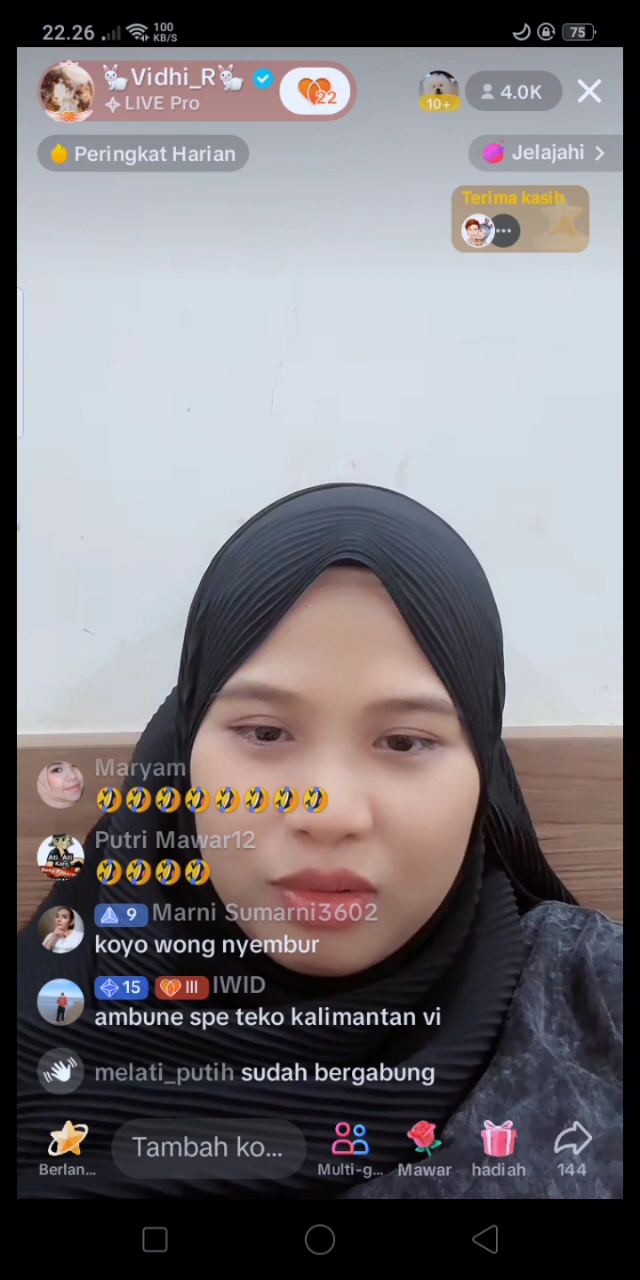 22.26
100
KB/S
75
Vidhi_R
LIVE Pro
22
10+
4.0K
Peringkat Harian
Jelajahi
Terima kasih
Maryam
Putri Mawar12
9 Marni Sumarni3602
koyo wong nyembur
15 III IWID
ambune spe teko kalimantan vi
melati_putih sudah bergabung
Tambah ko...
Berlan...
Multi-g...
Mawar
hadiah
144